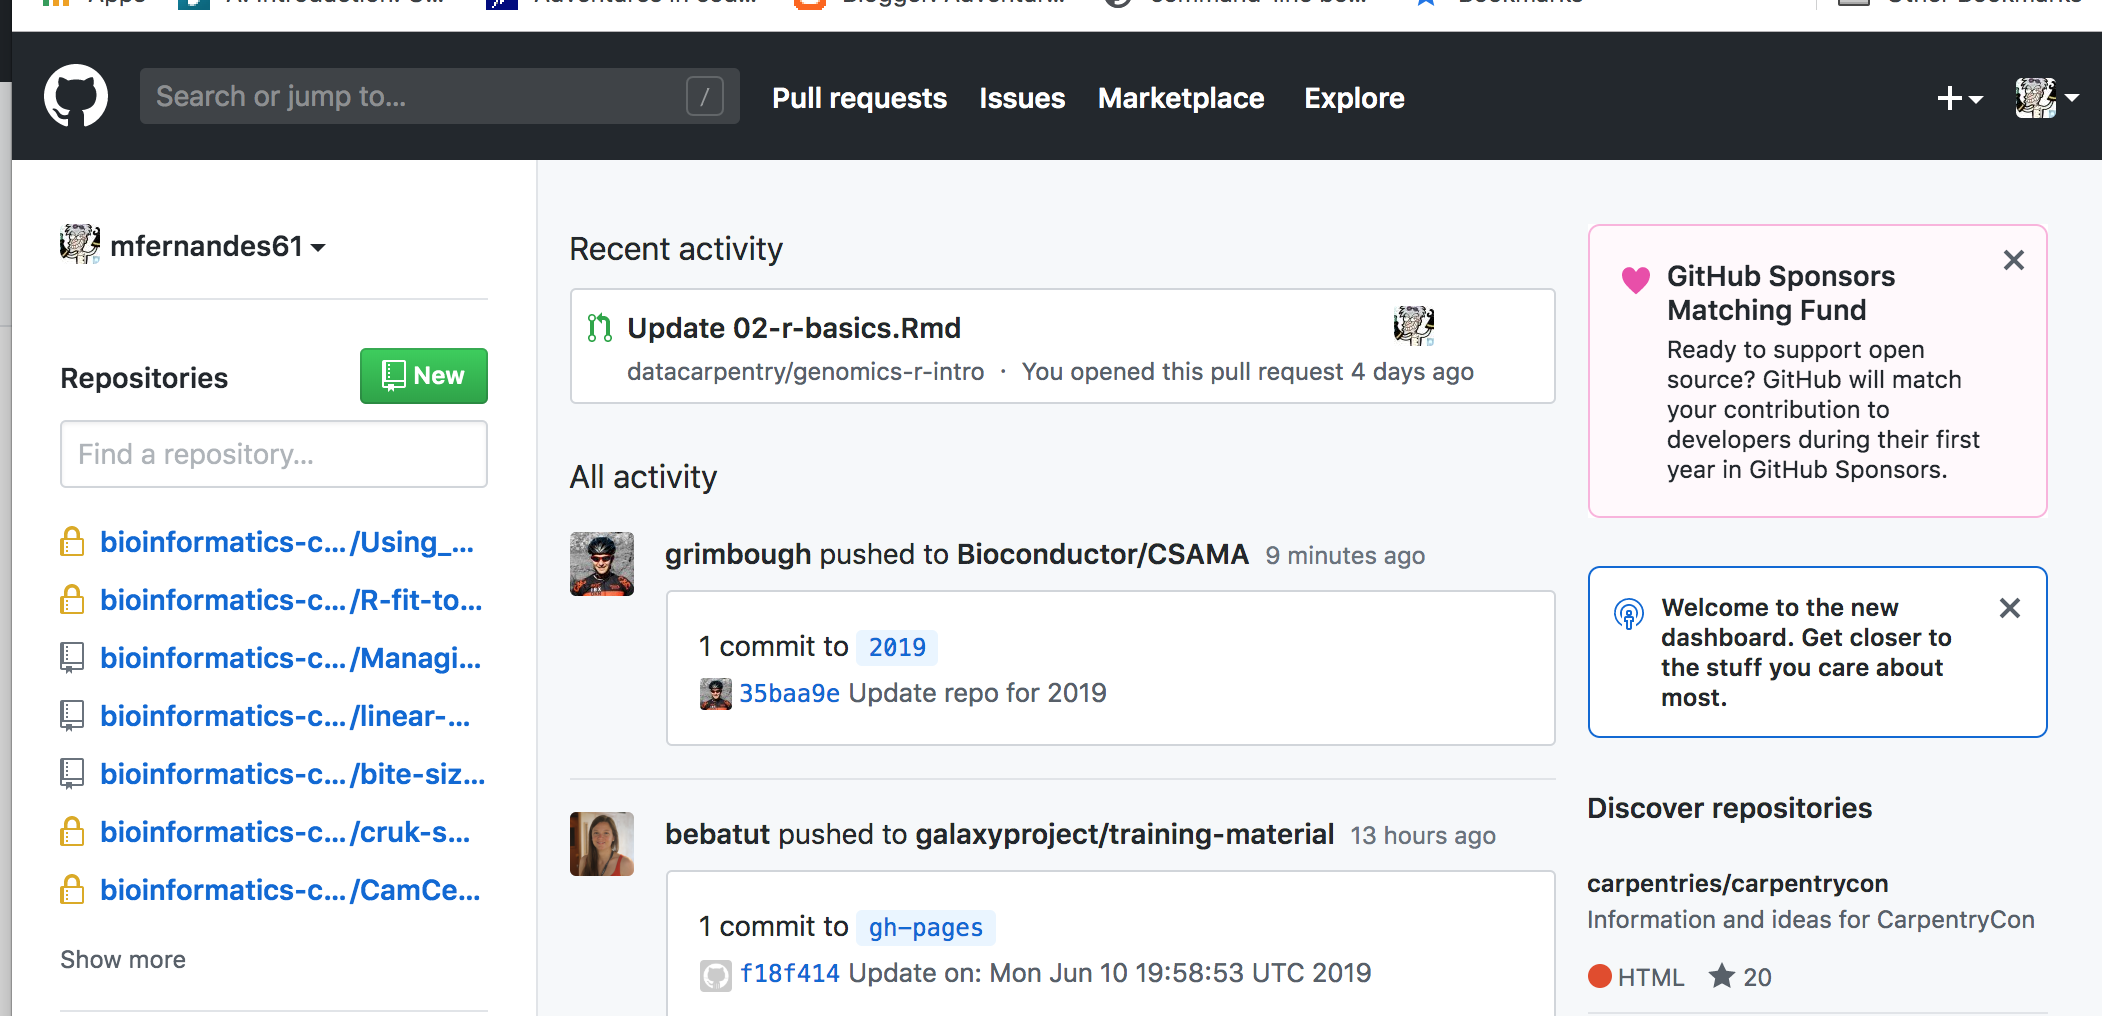 Apps
Bookmarks
Other Bookmarks
Search or jump to... /
Pull requests Issues Marketplace Explore
mfernandes61
Repositories
New
Find a repository...
bioinformatics-c.../Using_...
bioinformatics-c.../R-fit-to...
bioinformatics-c.../Managi...
bioinformatics-c.../linear-...
bioinformatics-c.../bite-siz...
bioinformatics-c.../cruk-s...
bioinformatics-c.../CamCe...
Show more
Recent activity
Update 02-r-basics.Rmd
datacarpentry/genomics-r-intro · You opened this pull request 4 days ago
All activity
grimbough pushed to Bioconductor/CSAMA 9 minutes ago
1 commit to 2019
35baa9e Update repo for 2019
bebatut pushed to galaxyproject/training-material 13 hours ago
1 commit to gh-pages
f18f414 Update on: Mon Jun 10 19:58:53 UTC 2019
GitHub Sponsors
Matching Fund
Ready to support open
source? GitHub will match
your contribution to
developers during their first
year in GitHub Sponsors.
Welcome to the new
dashboard. Get closer to
the stuff you care about
most.
Discover repositories
carpentries/carpentrycon
Information and ideas for CarpentryCon
HTML 20